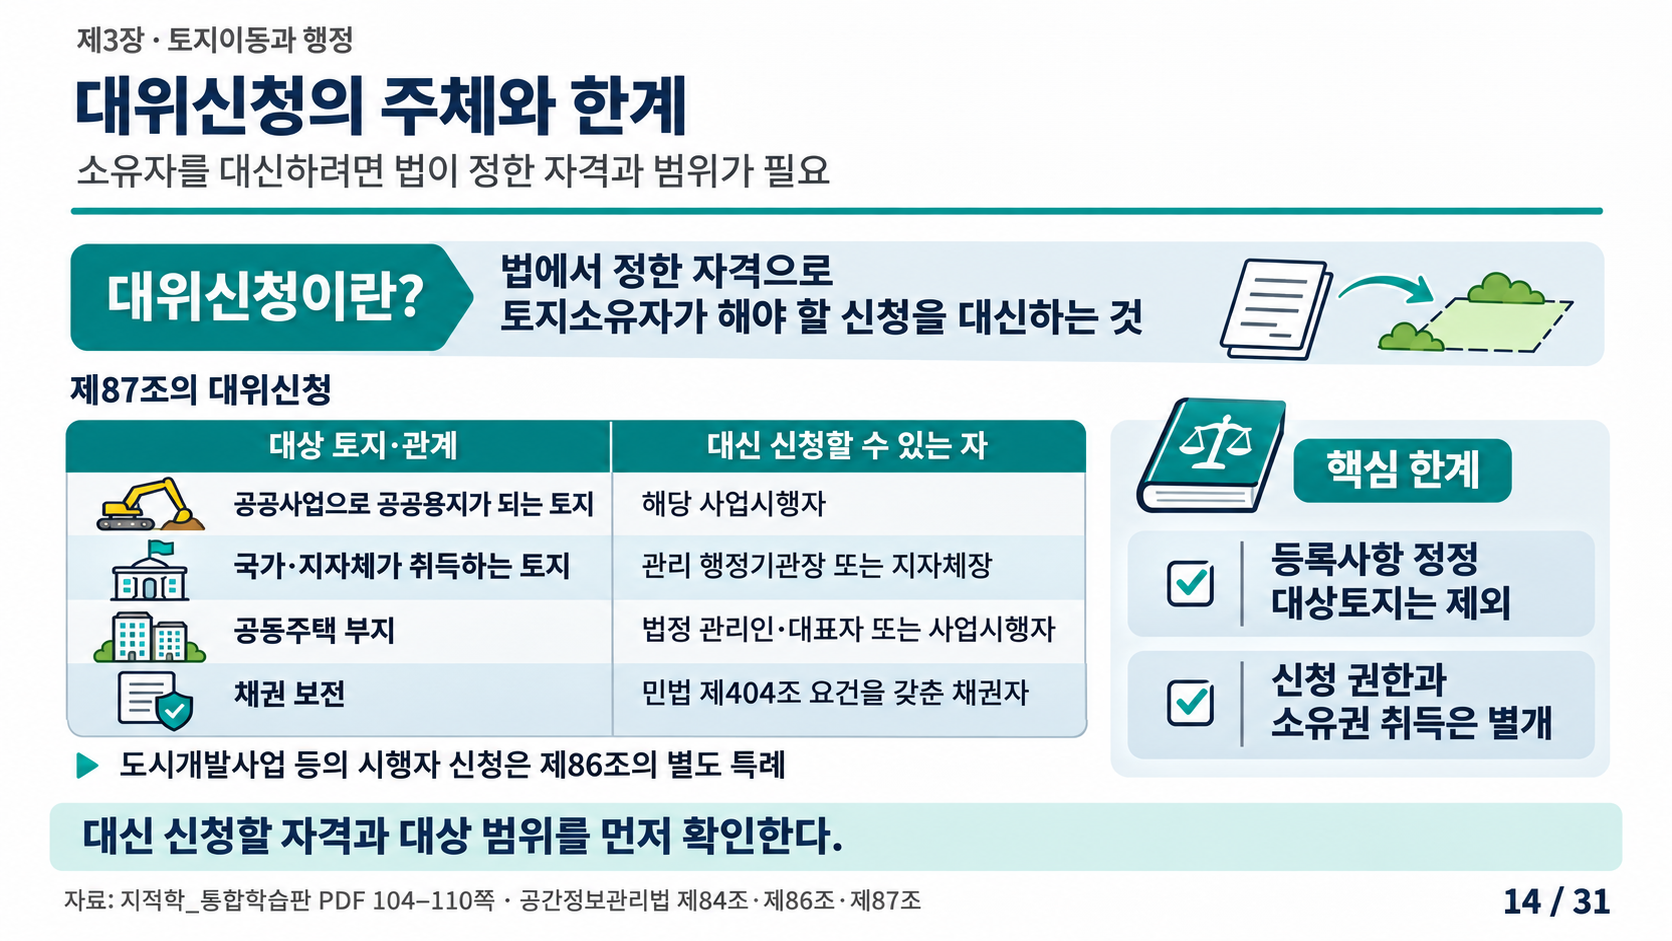 제3장 · 토지이동과 행정
대위신청의 주체와 한계
소유자를 대신하려면 법이 정한 자격과 범위가 필요
대위신청이란?
법에서 정한 자격으로
토지소유자가 해야 할 신청을 대신하는 것
제87조의 대위신청
대상 토지·관계
대신 신청할 수 있는 자
공공사업으로 공공용지가 되는 토지
해당 사업시행자
국가·지자체가 취득하는 토지
관리 행정기관장 또는 지자체장
공동주택 부지
법정 관리인·대표자 또는 사업시행자
채권 보전
민법 제404조 요건을 갖춘 채권자
▶ 도시개발사업 등의 시행자 신청은 제86조의 별도 특례
핵심 한계
등록사항 정정
대상토지는 제외
신청 권한과
소유권 취득은 별개
대신 신청할 자격과 대상 범위를 먼저 확인한다.
자료: 지적학_통합학습판 PDF 104–110쪽 · 공간정보관리법 제84조·제86조·제87조
14 / 31